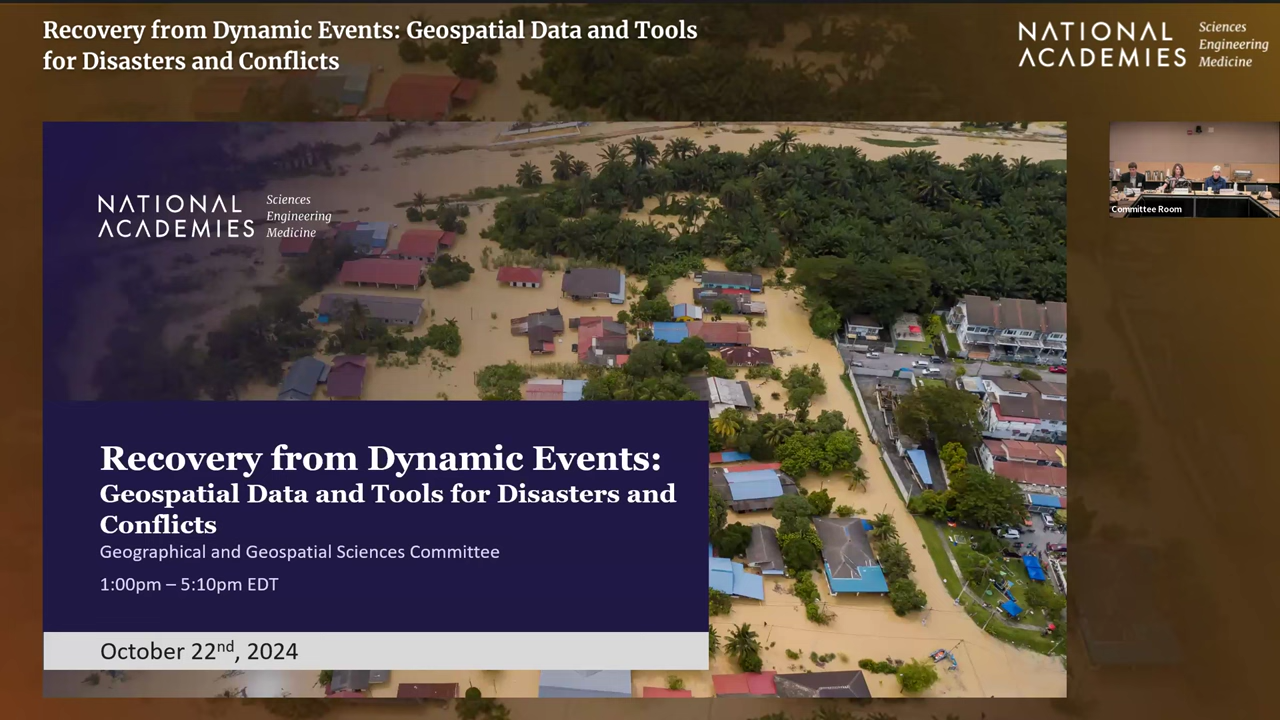 Recovery from Dynamic Events: Geospatial Data and Tools
for Disasters and Conflicts
NATIONAL
ACADEMIES
Sciences
Engineering
Medicine
NATIONAL
ACADEMIES
Sciences
Engineering
Medicine
Committee Room
Recovery from Dynamic Events:
Geospatial Data and Tools for Disasters and
Conflicts
Geographical and Geospatial Sciences Committee
1:00pm – 5:10pm EDT
October 22nd, 2024